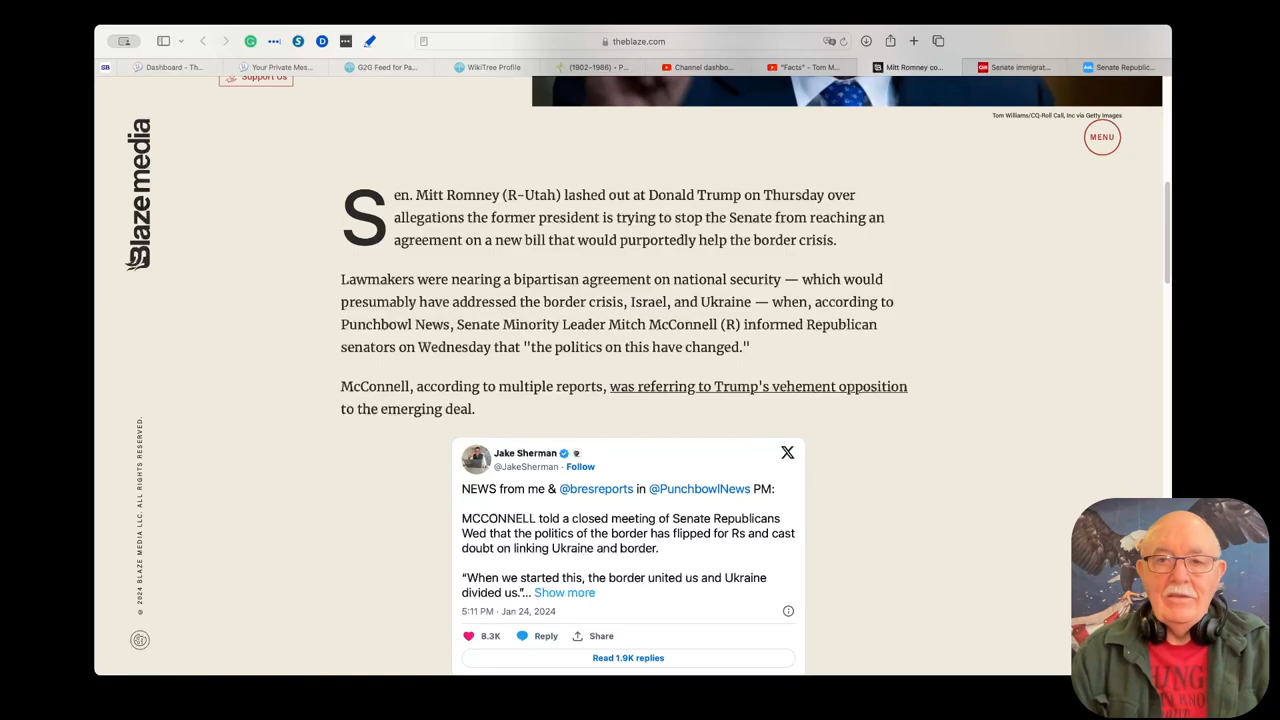 theblaze.com
SB
Dashboard - Th...
Your Private Mes...
G2G Feed for Pa...
WikiTree Profile
(1902–1986) • P...
Channel dashbo...
"Facts" - Tom M...
Mitt Romney co...
Senate immigrat...
Senate Republic...
Support Us
Tom Williams/CQ-Roll Call, Inc via Getty Images
MENU
Blaze media
Sen. Mitt Romney (R-Utah) lashed out at Donald Trump on Thursday over
allegations the former president is trying to stop the Senate from reaching an
agreement on a new bill that would purportedly help the border crisis.
Lawmakers were nearing a bipartisan agreement on national security — which would
presumably have addressed the border crisis, Israel, and Ukraine — when, according to
Punchbowl News, Senate Minority Leader Mitch McConnell (R) informed Republican
senators on Wednesday that "the politics on this have changed."
McConnell, according to multiple reports, was referring to Trump's vehement opposition
to the emerging deal.
Jake Sherman
@JakeSherman · Follow
NEWS from me & @bresreports in @PunchbowlNews PM:
MCCONNELL told a closed meeting of Senate Republicans
Wed that the politics of the border has flipped for Rs and cast
doubt on linking Ukraine and border.
“When we started this, the border united us and Ukraine
divided us.”... Show more
5:11 PM · Jan 24, 2024
8.3K Reply Share
Read 1.9K replies
© 2024 BLAZE MEDIA LLC. ALL RIGHTS RESERVED.